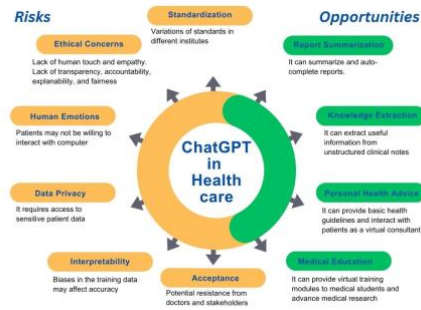 Risks
Opportunities
Standardization
Variations of standards in
different institutes
Ethical Concerns
Lack of human touch and empathy.
Lack of transparency, accountability,
explanability, and fairness
Human Emotions
Patients may not be willing to
interact with computer
Data Privacy
It requires access to
sensitive patient data
Interpretability
Biases in the training data
may affect accuracy
Acceptance
Potential resistance from
doctors and stakeholders
ChatGPT
in
Health
care
Report Summarization
It can summarize and auto-
complete reports.
Knowledge Extraction
It can extract useful
information from
unstructured clinical notes
Personal Health Advice
It can provide basic health
guidelines and interact with
patients as a virtual consultant
Medical Education
It can provide virtual training
modules to medical students and
advance medical research